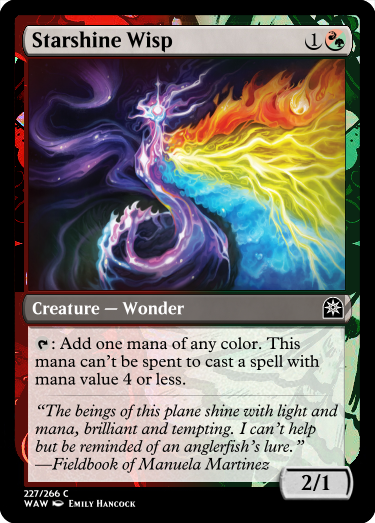 Starshine Wisp 1
Creature — Wonder
: Add one mana of any color. This
mana can't be spent to cast a spell with
mana value 4 or less.
“The beings of this plane shine with light and
mana, brilliant and tempting. I can't help
but be reminded of an anglerfish's lure.”
—Fieldbook of Manuela Martinez
2/1
227/266 C
WAW EMILY HANCOCK